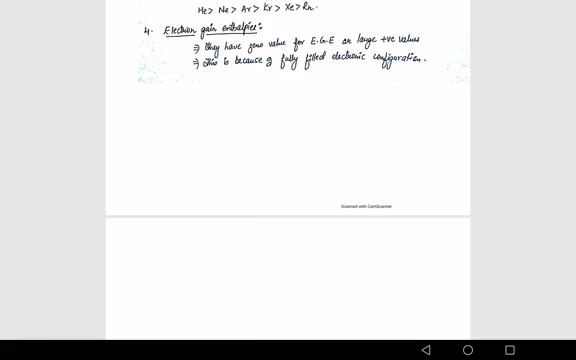 He > Ne > Ar > Kr > Xe > Rn.
4. Electron gain enthalpies:
⇒ They have zero value for E.G.E or large +ve values
⇒ This is because of fully filled electronic configuration.
Scanned with CamScanner